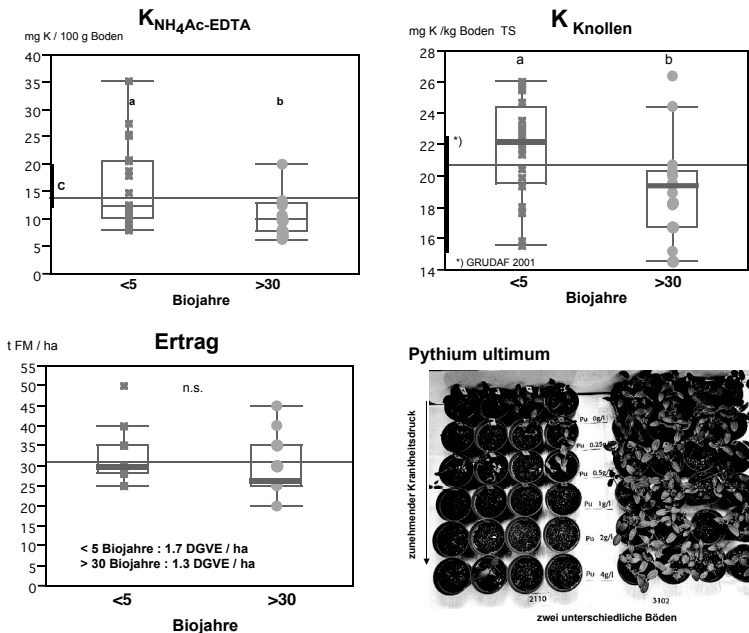 K NH4Ac-EDTA
mg K / 100 g Boden
40
35
30
25
20
15
10
5
0
a
b
C
<5
>30
Biojahre
K Knollen
mg K /kg Boden TS
28
26
24
22
20
18
16
14
a
b
*)
*) GRUDAF 2001
<5
>30
Biojahre
Ertrag
t FM / ha
55
50
45
40
35
30
25
20
15
10
5
0
n.s.
< 5 Biojahre : 1.7 DGVE / ha
> 30 Biojahre : 1.3 DGVE / ha
<5
>30
Biojahre
Pythium ultimum
zunehmender Krankheitsdruck
Pu 0g/l
Pu 0.25g/l
Pu 0.5g/l
Pu 1g/l
Pu 2g/l
Pu 4g/l
2110
3102
zwei unterschiedliche Böden